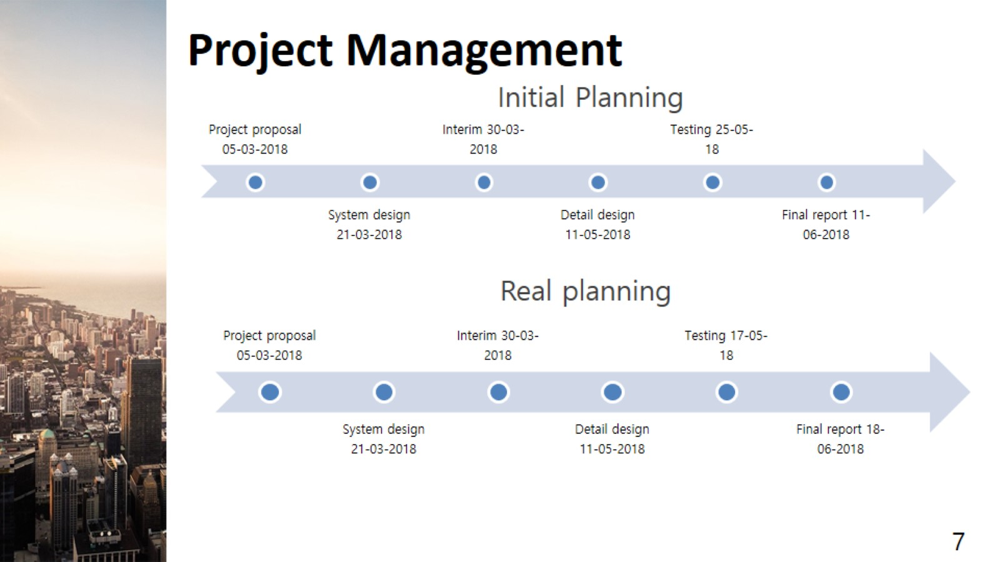 Project Management
Initial Planning
Project proposal
05-03-2018
Interim 30-03-
2018
Testing 25-05-
18
System design
21-03-2018
Detail design
11-05-2018
Final report 11-
06-2018
Real planning
Project proposal
05-03-2018
Interim 30-03-
2018
Testing 17-05-
18
System design
21-03-2018
Detail design
11-05-2018
Final report 18-
06-2018
7